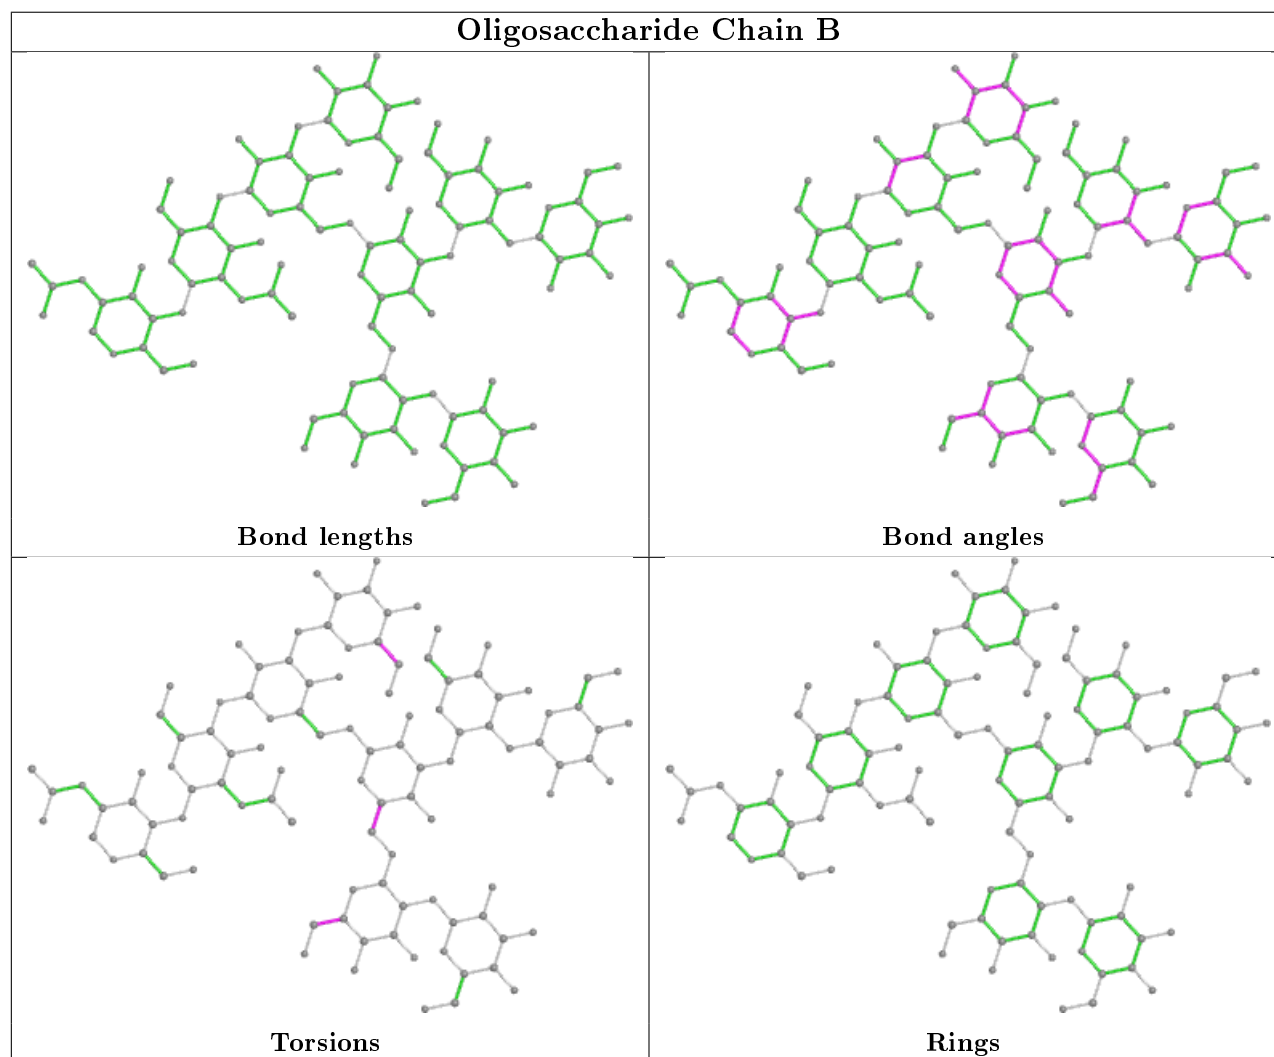 Oligosaccharide Chain B
Bond lengths
Bond angles
Torsions
Rings